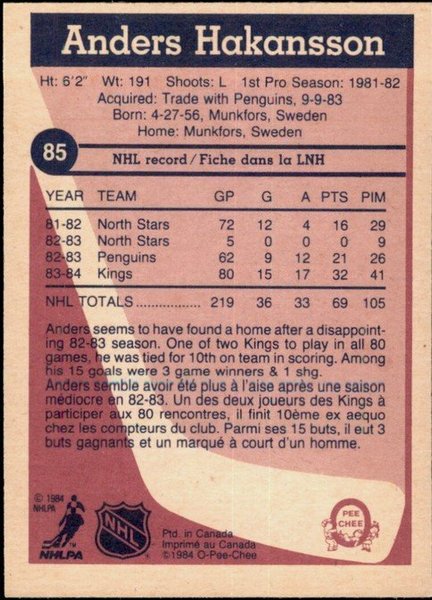 Anders Hakansson
Ht: 6'2" Wt: 191 Shoots: L 1st Pro Season: 1981-82
Acquired: Trade with Penguins, 9-9-83
Born: 4-27-56, Munkfors, Sweden
Home: Munkfors, Sweden
85 NHL record/Fiche dans la LNH
YEAR TEAM GP G A PTS PIM
81-82 North Stars 72 12 4 16 29
82-83 North Stars 5 0 0 0 9
82-83 Penguins 62 9 12 21 26
83-84 Kings 80 15 17 32 41
NHL TOTALS................ 219 36 33 69 105
Anders seems to have found a home after a disappoint-
ing 82-83 season. One of two Kings to play in all 80
games, he was tied for 10th on team in scoring. Among
his 15 goals were 3 game winners & 1 shg.
Anders semble avoir été plus à l'aise après une saison
médiocre en 82-83. Un des deux joueurs des Kings à
participer aux 80 rencontres, il finit 10ème ex aequo
chez les compteurs du club. Parmi ses 15 buts, il eut 3
buts gagnants et un marqué à court d'un homme.
© 1984
NHLPA
NHLPA
NHL
Ptd. in Canada
Imprimé au Canada
©1984 O-Pee-Chee
O
PEE
CHEE